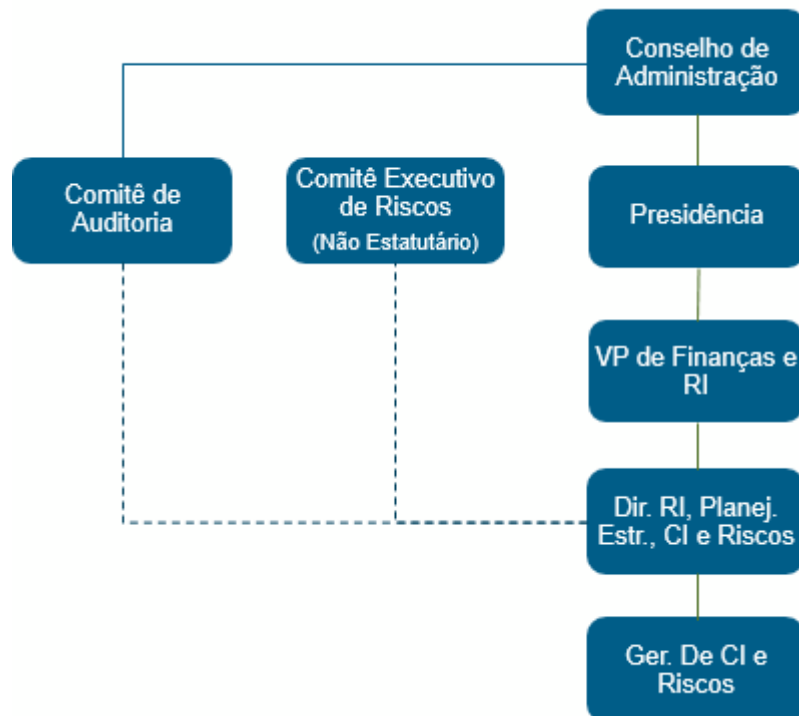 Conselho de
Administração
Comitê de
Auditoria
Comitê Executivo
de Riscos
(Não Estatutário)
Presidência
VP de Finanças e
RI
Dir. RI, Planej.
Estr., CI e Riscos
Ger. De CI e
Riscos